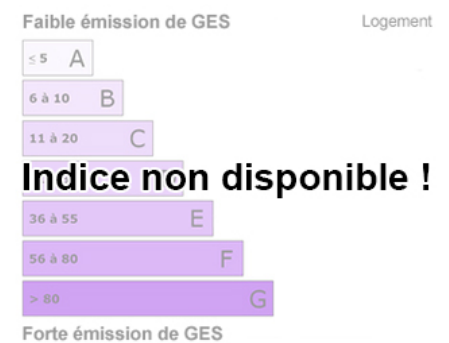 Faible émission de GES
Logement
≤ 5 A
6 à 10 B
11 à 20 C
Indice non disponible !
36 à 55 E
56 à 80 F
> 80 G
Forte émission de GES